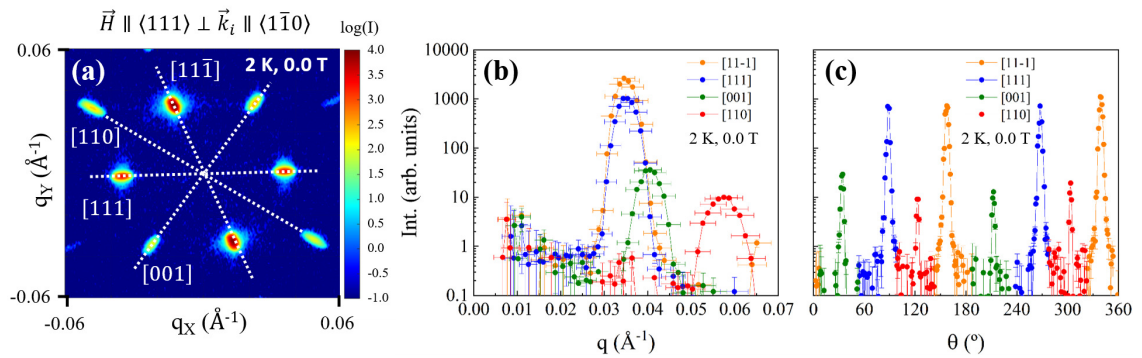 H⃗ ∥ ⟨111⟩ ⊥ k⃗ᵢ ∥ ⟨11̅0⟩
log(I)
(a)
[111̅]
2 K, 0.0 T
[110]
[111]
[001]
0.06
-0.06
q_Y (Å⁻¹)
-0.06
0.06
q_X (Å⁻¹)
4.0
3.5
3.0
2.5
2.0
1.5
1.0
0.5
0.0
-0.5
-1.0
(b)
[11-1]
[111]
[001]
[110]
2 K, 0.0 T
Int. (arb. units)
10000
1000
100
10
1
0.1
0.00 0.01 0.02 0.03 0.04 0.05 0.06 0.07
q (Å⁻¹)
(c)
[11-1]
[111]
[001]
[110]
2 K, 0.0 T
0 60 120 180 240 300 360
θ (º)